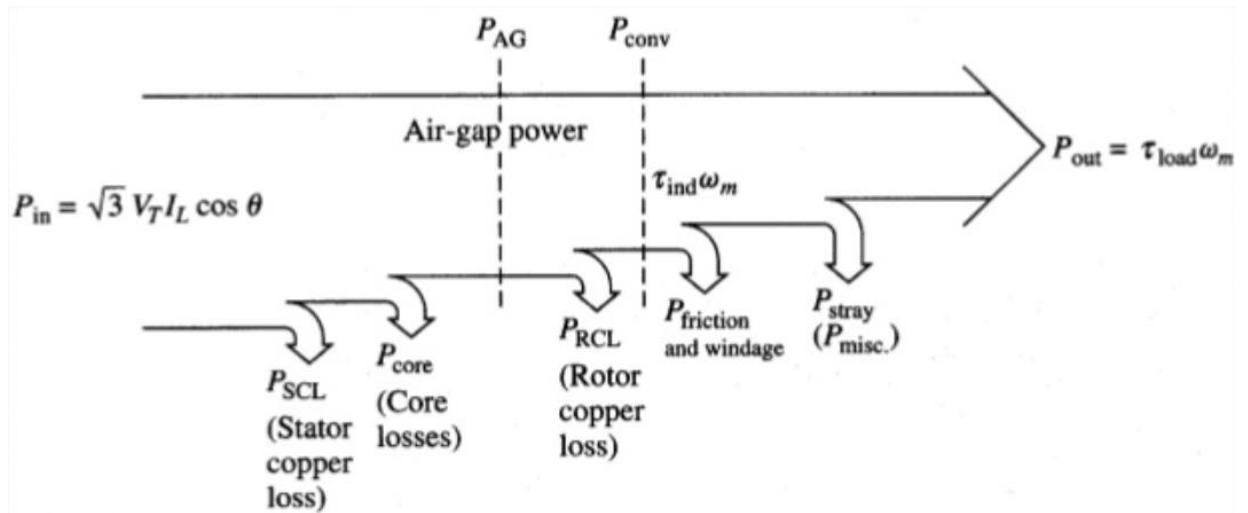 P_AG
P_conv
Air-gap power
τ_ind ω_m
P_out = τ_load ω_m
P_in = √3 V_T I_L cos θ
P_SCL
(Stator
copper
loss)
P_core
(Core
losses)
P_RCL
(Rotor
copper
loss)
P_friction
and windage
P_stray
(P_misc.)